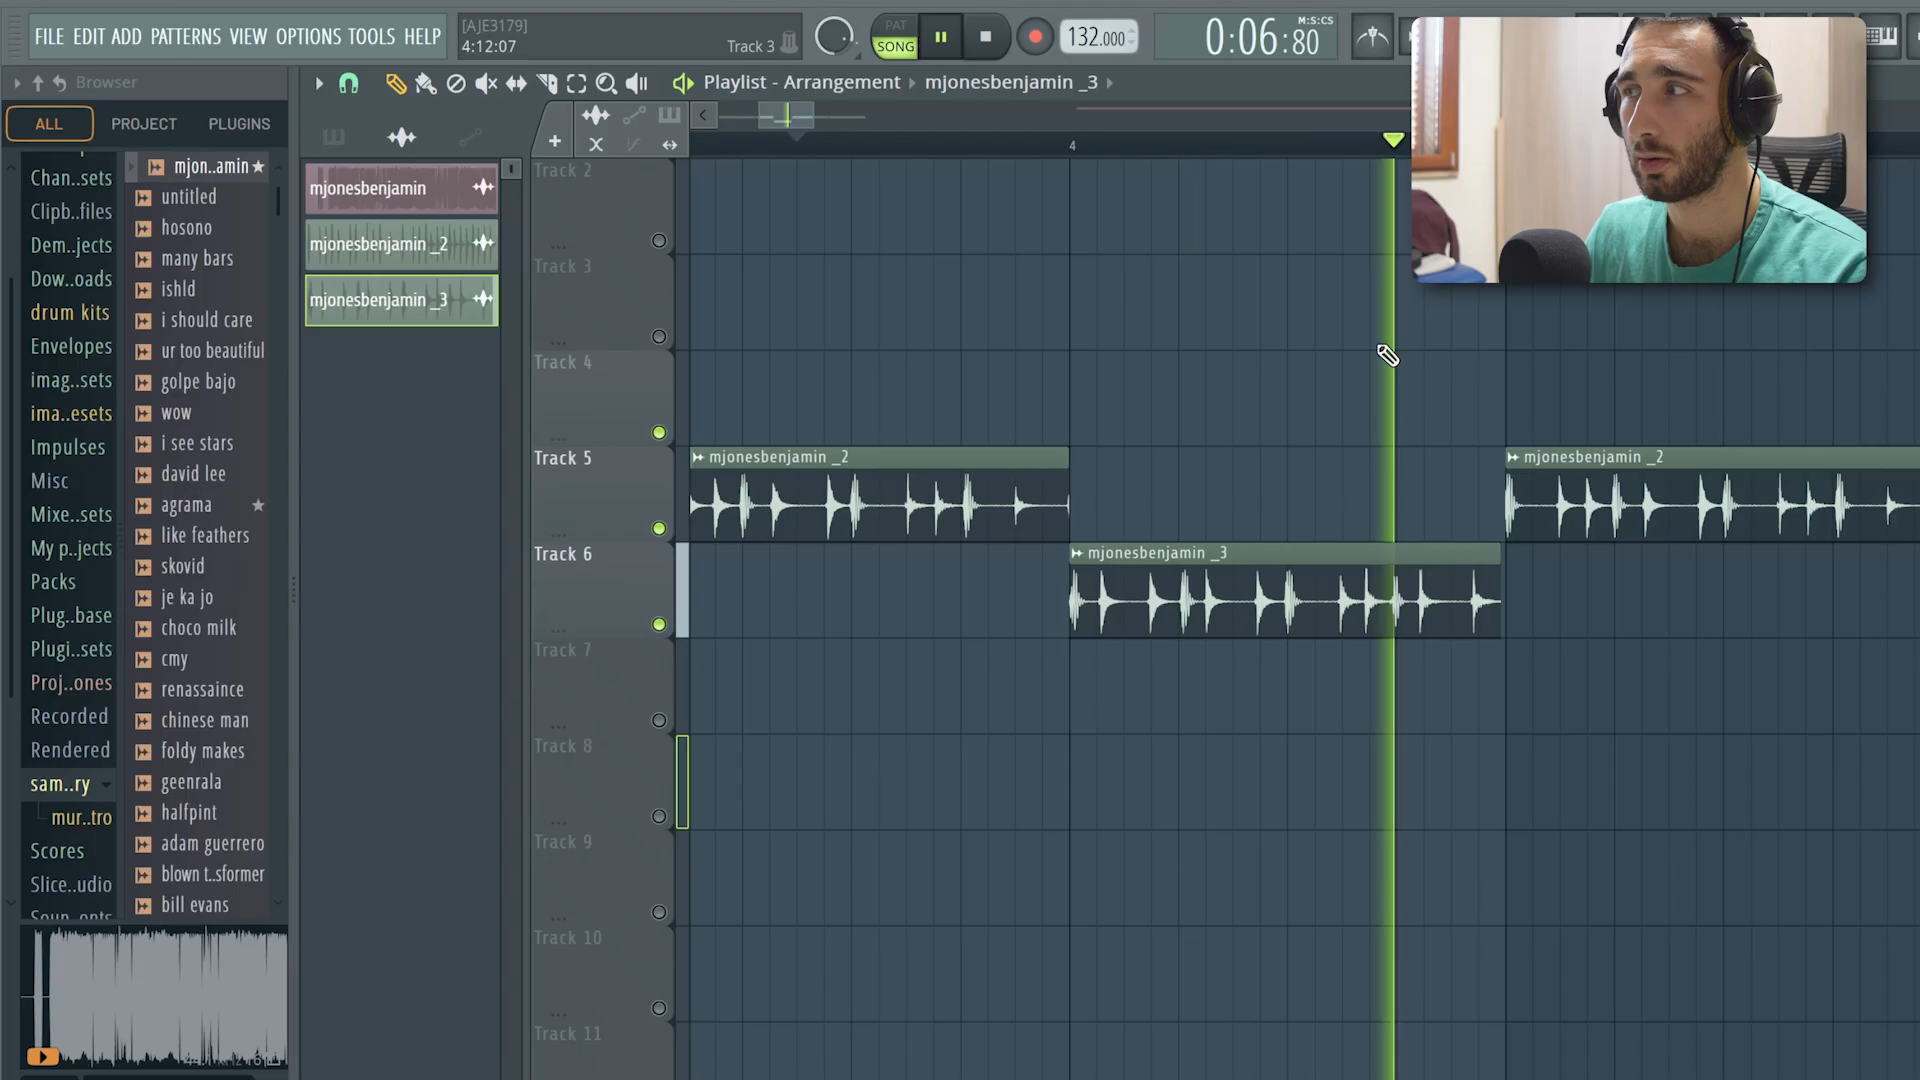 FILE EDIT ADD PATTERNS VIEW OPTIONS TOOLS HELP
[AJE3179]
4:12:07
Track 3
PAT
SONG
132.000
M:S:CS
0:06:80
Browser
Playlist - Arrangement
mjonesbenjamin _3
ALL
PROJECT
PLUGINS
Chan..sets
Clipb..files
Dem..jects
Dow..oads
drum kits
Envelopes
imag..sets
ima..esets
Impulses
Misc
Mixe..sets
My p..jects
Packs
Plug..base
Plugi..sets
Proj..ones
Recorded
Rendered
sam..ry
mur..tro
Scores
Slice..udio
Soun..onts
mjon..amin
untitled
hosono
many bars
ishld
i should care
ur too beautiful
golpe bajo
wow
i see stars
david lee
agrama
like feathers
skovid
je ka jo
choco milk
cmy
renassaince
chinese man
foldy makes
geenrala
halfpint
adam guerrero
blown t..sformer
bill evans
mjonesbenjamin
mjonesbenjamin _2
mjonesbenjamin _3
4
Track 2
Track 3
Track 4
Track 5
Track 6
Track 7
Track 8
Track 9
Track 10
Track 11
mjonesbenjamin _2
mjonesbenjamin _3
mjonesbenjamin _2